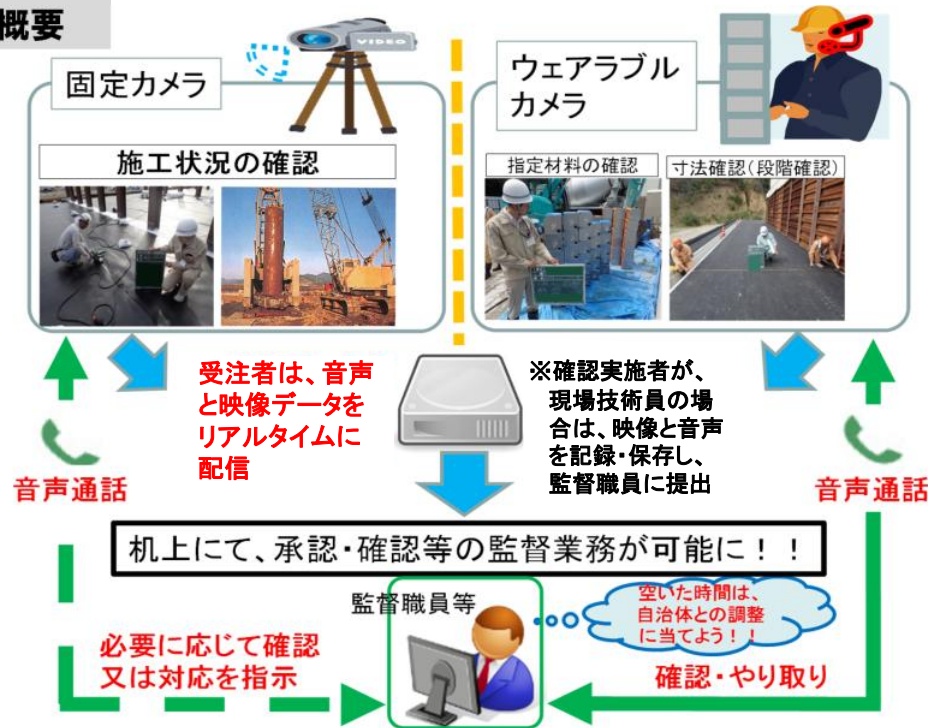 概要
VIDEO
固定カメラ
施工状況の確認
ウェアラブル
カメラ
指定材料の確認
寸法確認(段階確認)
受注者は、音声
と映像データを
リアルタイムに
配信
※確認実施者が、
現場技術員の場
合は、映像と音声
を記録・保存し、
監督職員に提出
音声通話
音声通話
机上にて、承認・確認等の監督業務が可能に!!
監督職員等
空いた時間は、
自治体との調整
に当てよう!!
必要に応じて確認
又は対応を指示
確認・やり取り